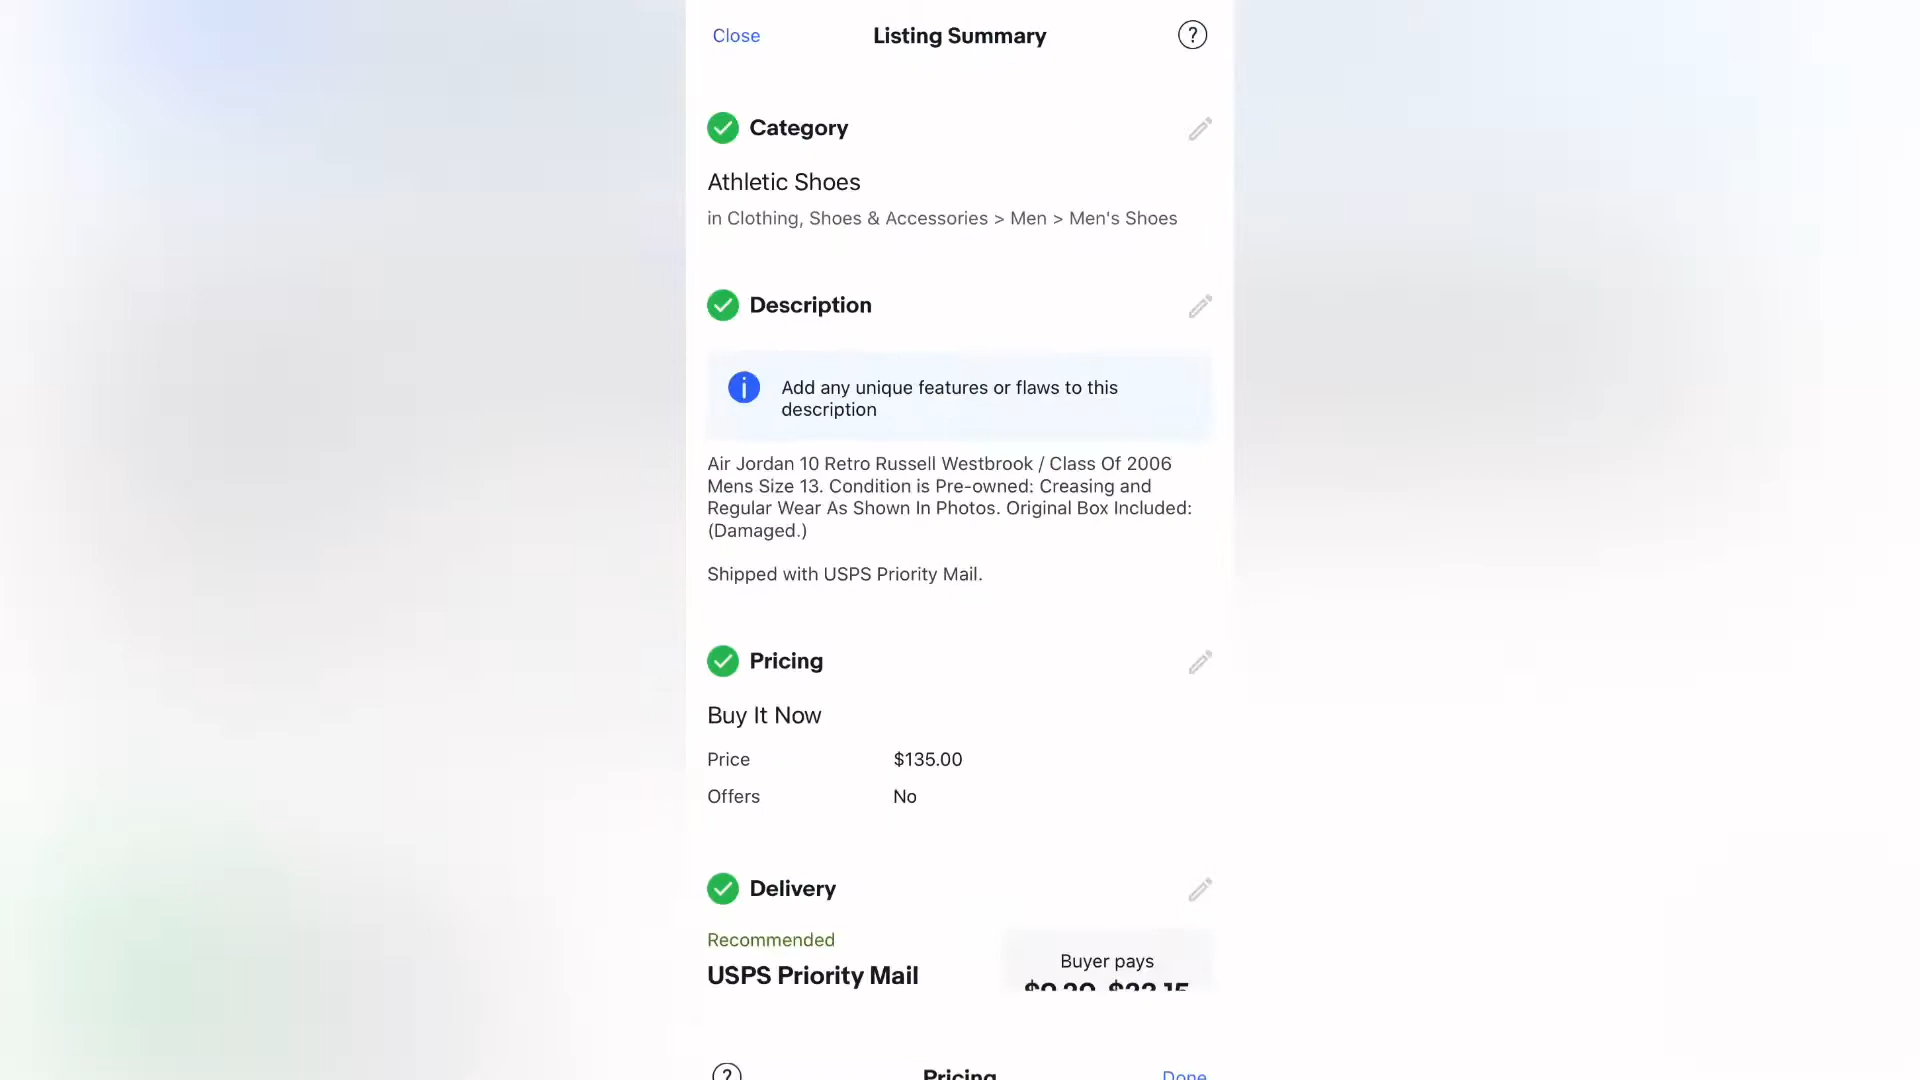 Close
Listing Summary
?
Category
Athletic Shoes
in Clothing, Shoes & Accessories > Men > Men's Shoes
Description
i
Add any unique features or flaws to this
description
Air Jordan 10 Retro Russell Westbrook / Class Of 2006
Mens Size 13. Condition is Pre-owned: Creasing and
Regular Wear As Shown In Photos. Original Box Included:
(Damaged.)
Shipped with USPS Priority Mail.
Pricing
Buy It Now
Price $135.00
Offers No
Delivery
Recommended
USPS Priority Mail
Buyer pays
? Pricing Done